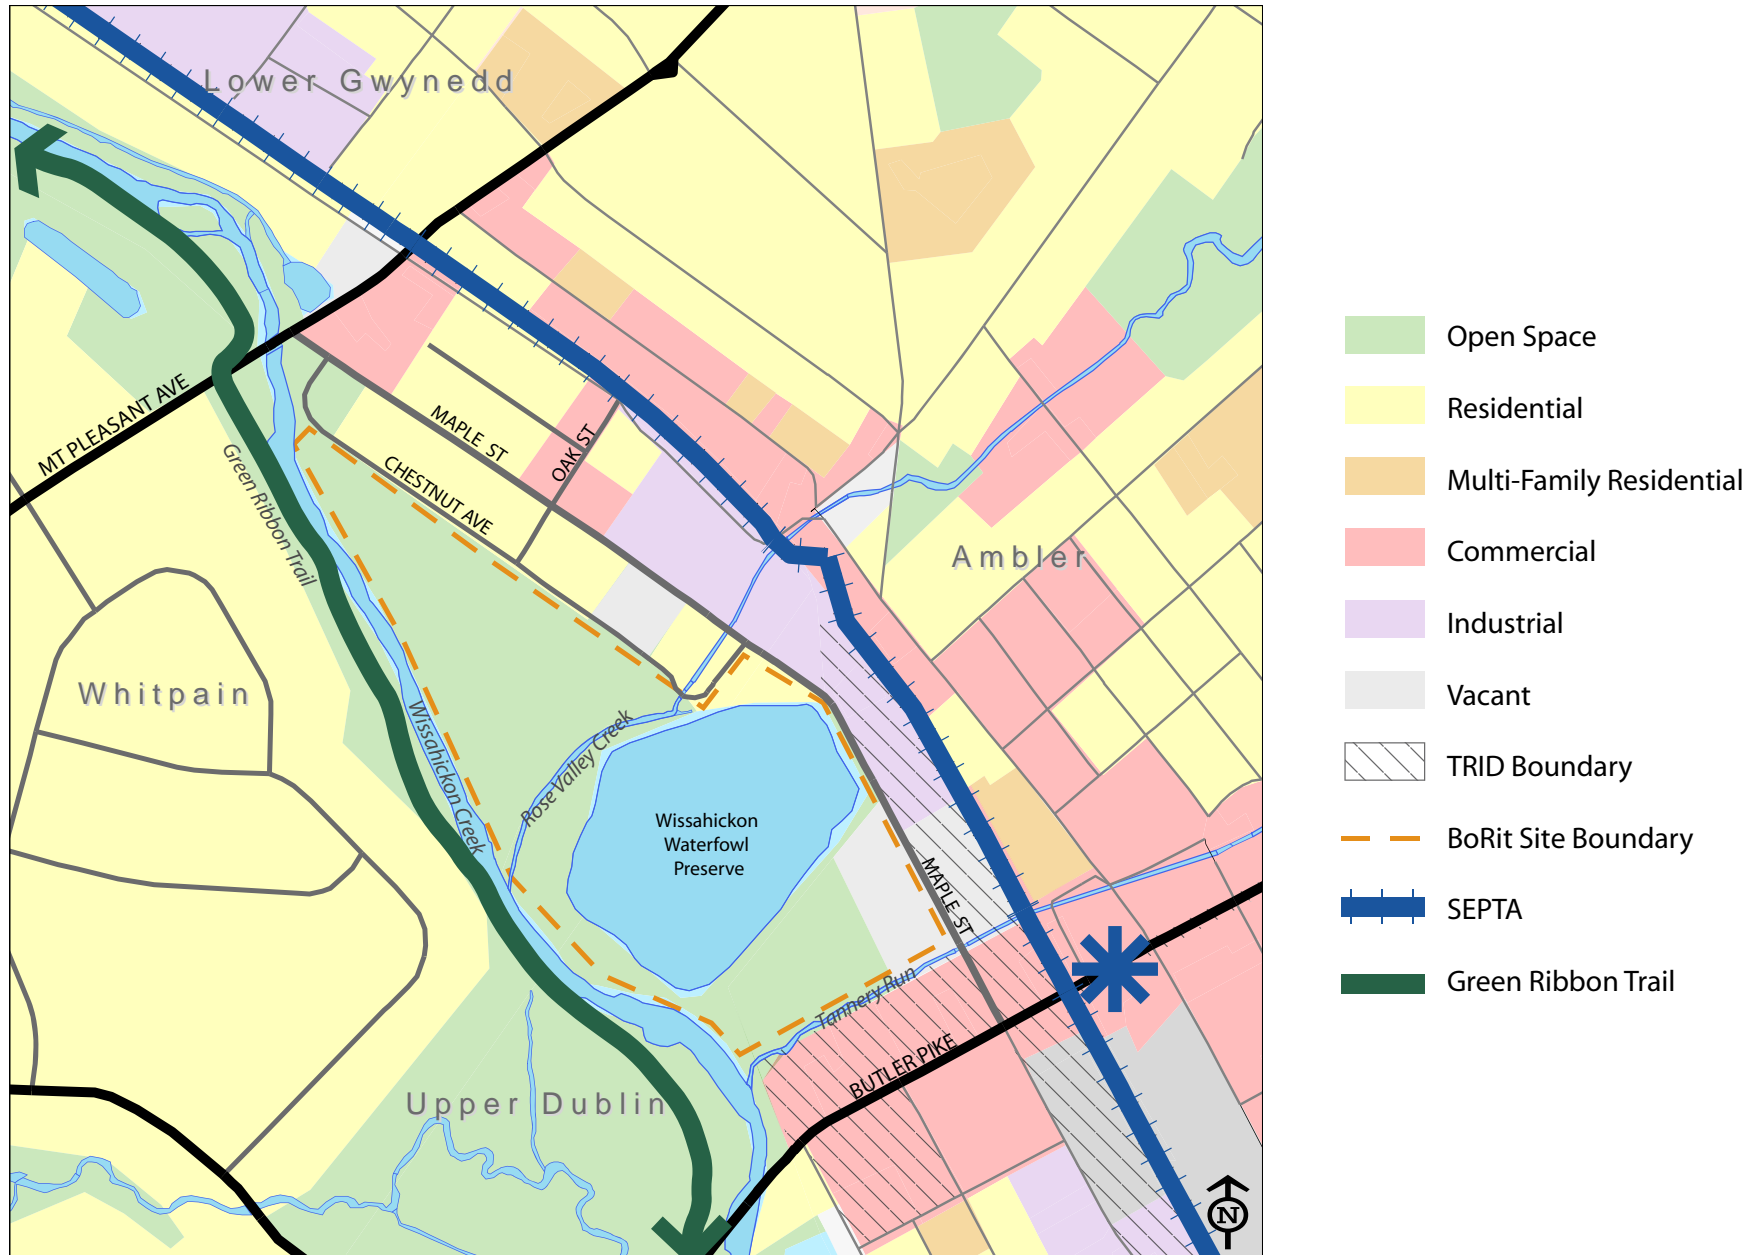 Lower Gwynedd
MT PLEASANT AVE
MAPLE ST
OAK ST
CHESTNUT AVE
Green Ribbon Trail
Ambler
Whitpain
Wissahickon Creek
Rose Valley Creek
Wissahickon
Waterfowl
Preserve
MAPLE ST
Tannery Run
BUTLER PIKE
Upper Dublin
N
Open Space
Residential
Multi-Family Residential
Commercial
Industrial
Vacant
TRID Boundary
BoRit Site Boundary
SEPTA
Green Ribbon Trail